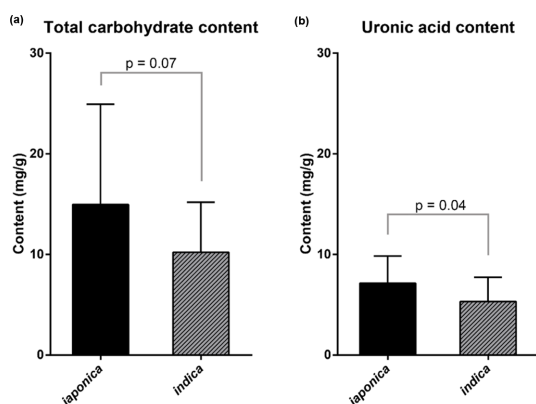 (a) Total carbohydrate content
30
20
10
0
Content (mg/g)
p = 0.07
japonica
indica
(b) Uronic acid content
30
20
10
0
Content (mg/g)
p = 0.04
japonica
indica